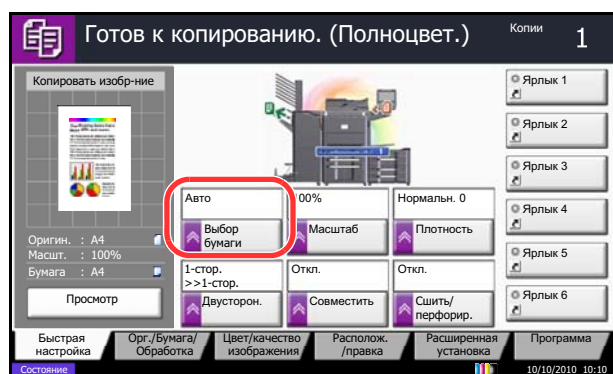 Готов к копированию. (Полноцвет.)
Копии
1
Копировать изобр-ние
Оригин. : A4
Масшт. : 100%
Бумага : A4
Просмотр
Авто
00%
Нормальн. 0
Выбор
бумаги
Масштаб
Плотность
1-стор.
>>1-стор.
Откл.
Откл.
Двусторон.
Совместить
Сшить/
перфорир.
Ярлык 1
Ярлык 2
Ярлык 3
Ярлык 4
Ярлык 5
Ярлык 6
Быстрая
настройка
Орг./Бумага/
Обработка
Цвет/качество
изображения
Располож.
/правка
Расширенная
установка
Программа
Состояние
10/10/2010 10:10